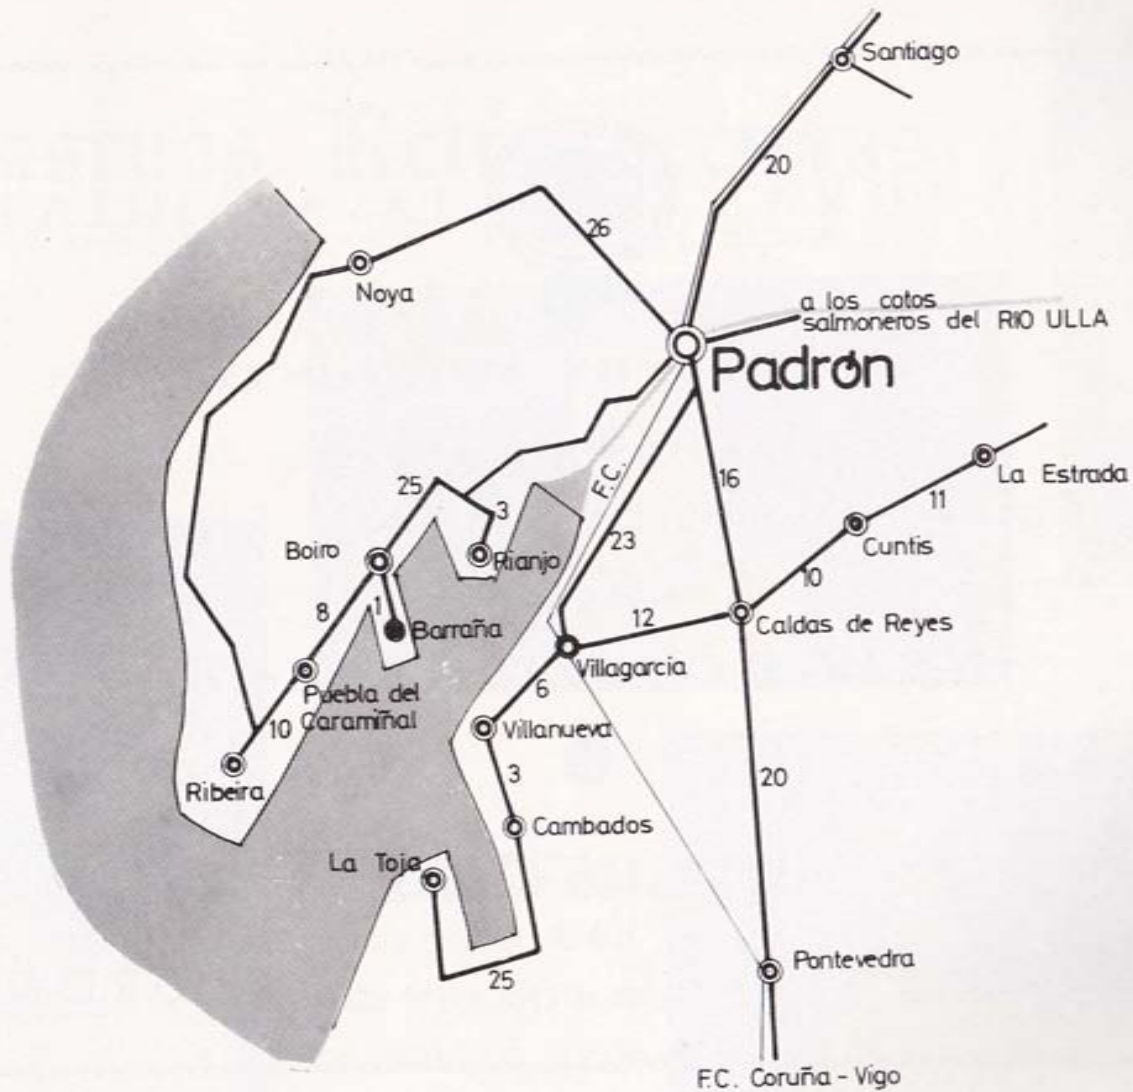 Santiago
20
26
Noya
a los cotos
salmoneros del RIO ULLA
Padrón
F.C.
16
La Estrada
11
25
3
Cuntis
23
Boiro
Rianjo
10
8
1
Barraña
12
Caldas de Reyes
Villagarcia
Puebla del
Caramiñal
6
10
Villanueva
Ribeira
3
20
Cambados
La Toja
Pontevedra
25
F.C. Coruña - Vigo